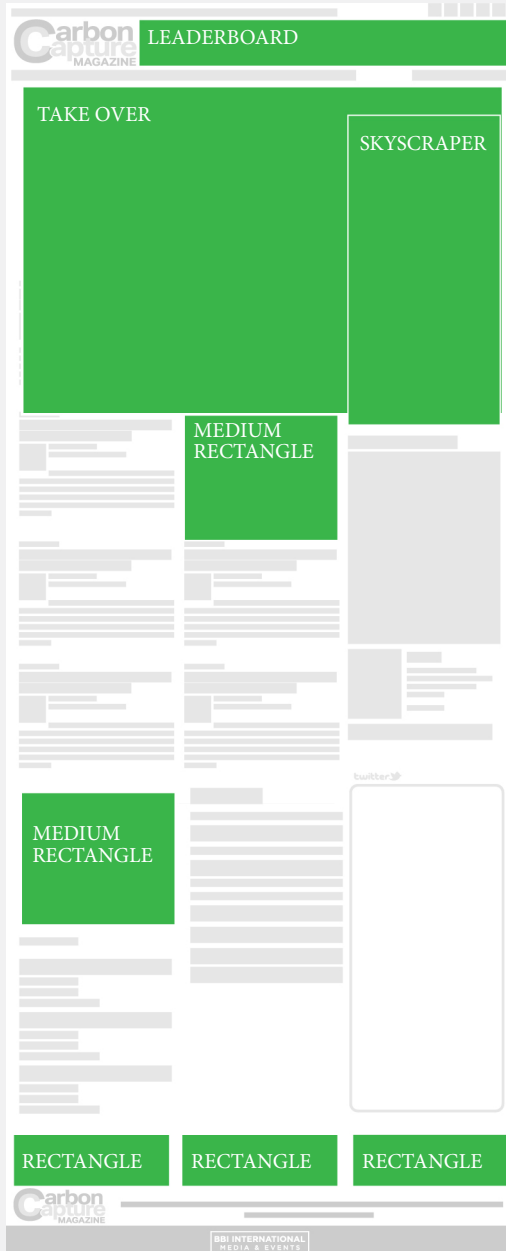 Carbon
Capture
MAGAZINE
LEADERBOARD
TAKE OVER
SKYSCRAPER
MEDIUM
RECTANGLE
twitter
MEDIUM
RECTANGLE
RECTANGLE
RECTANGLE
RECTANGLE
Carbon
Capture
MAGAZINE
BBI INTERNATIONAL
MEDIA & EVENTS